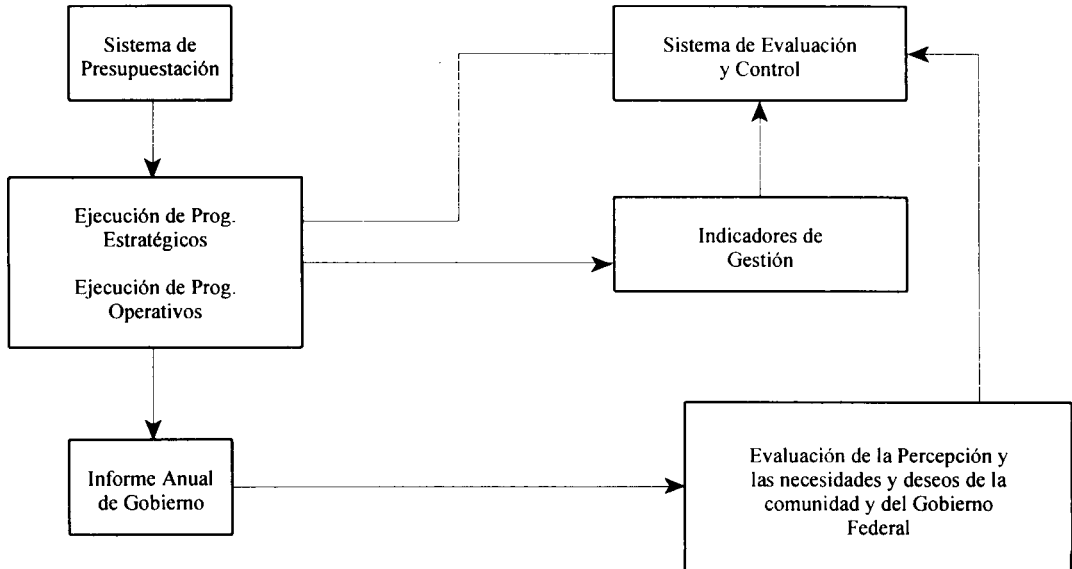 Sistema de
Presupuestación
Sistema de Evaluación
y Control
Ejecución de Prog.
Estratégicos
Ejecución de Prog.
Operativos
Indicadores de
Gestión
Informe Anual
de Gobierno
Evaluación de la Percepción y
las necesidades y deseos de la
comunidad y del Gobierno
Federal